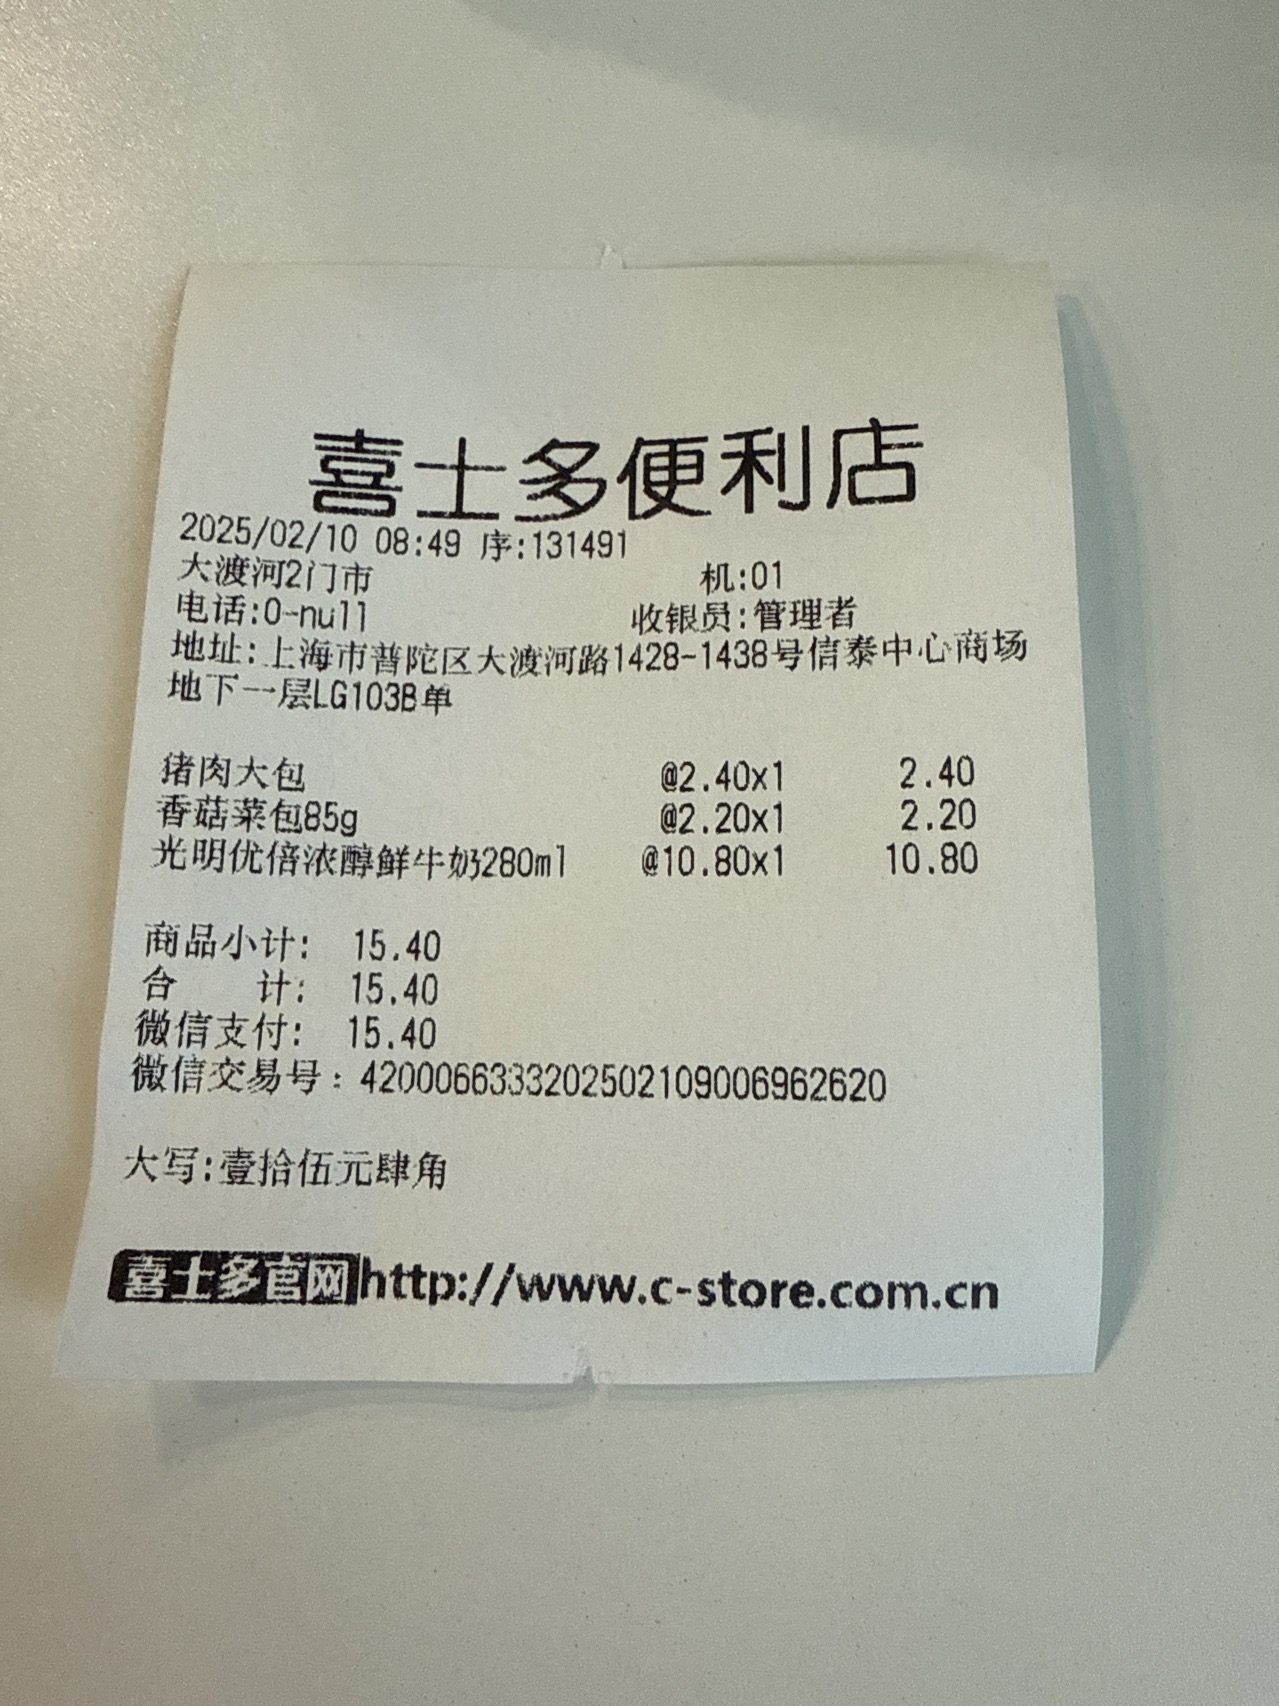 喜士多便利店
2025/02/10 08:49 序:131491
大渡河2门市 机:01
电话:0-null 收银员:管理者
地址:上海市普陀区大渡河路1428-1438号信泰中心商场
地下一层LG103B单
猪肉大包 @2.40x1 2.40
香菇菜包85g @2.20x1 2.20
光明优倍浓醇鲜牛奶280ml @10.80x1 10.80
商品小计: 15.40
合 计: 15.40
微信支付: 15.40
微信交易号: 4200066333202502109006962620
大写:壹拾伍元肆角
喜士多官网http://www.c-store.com.cn